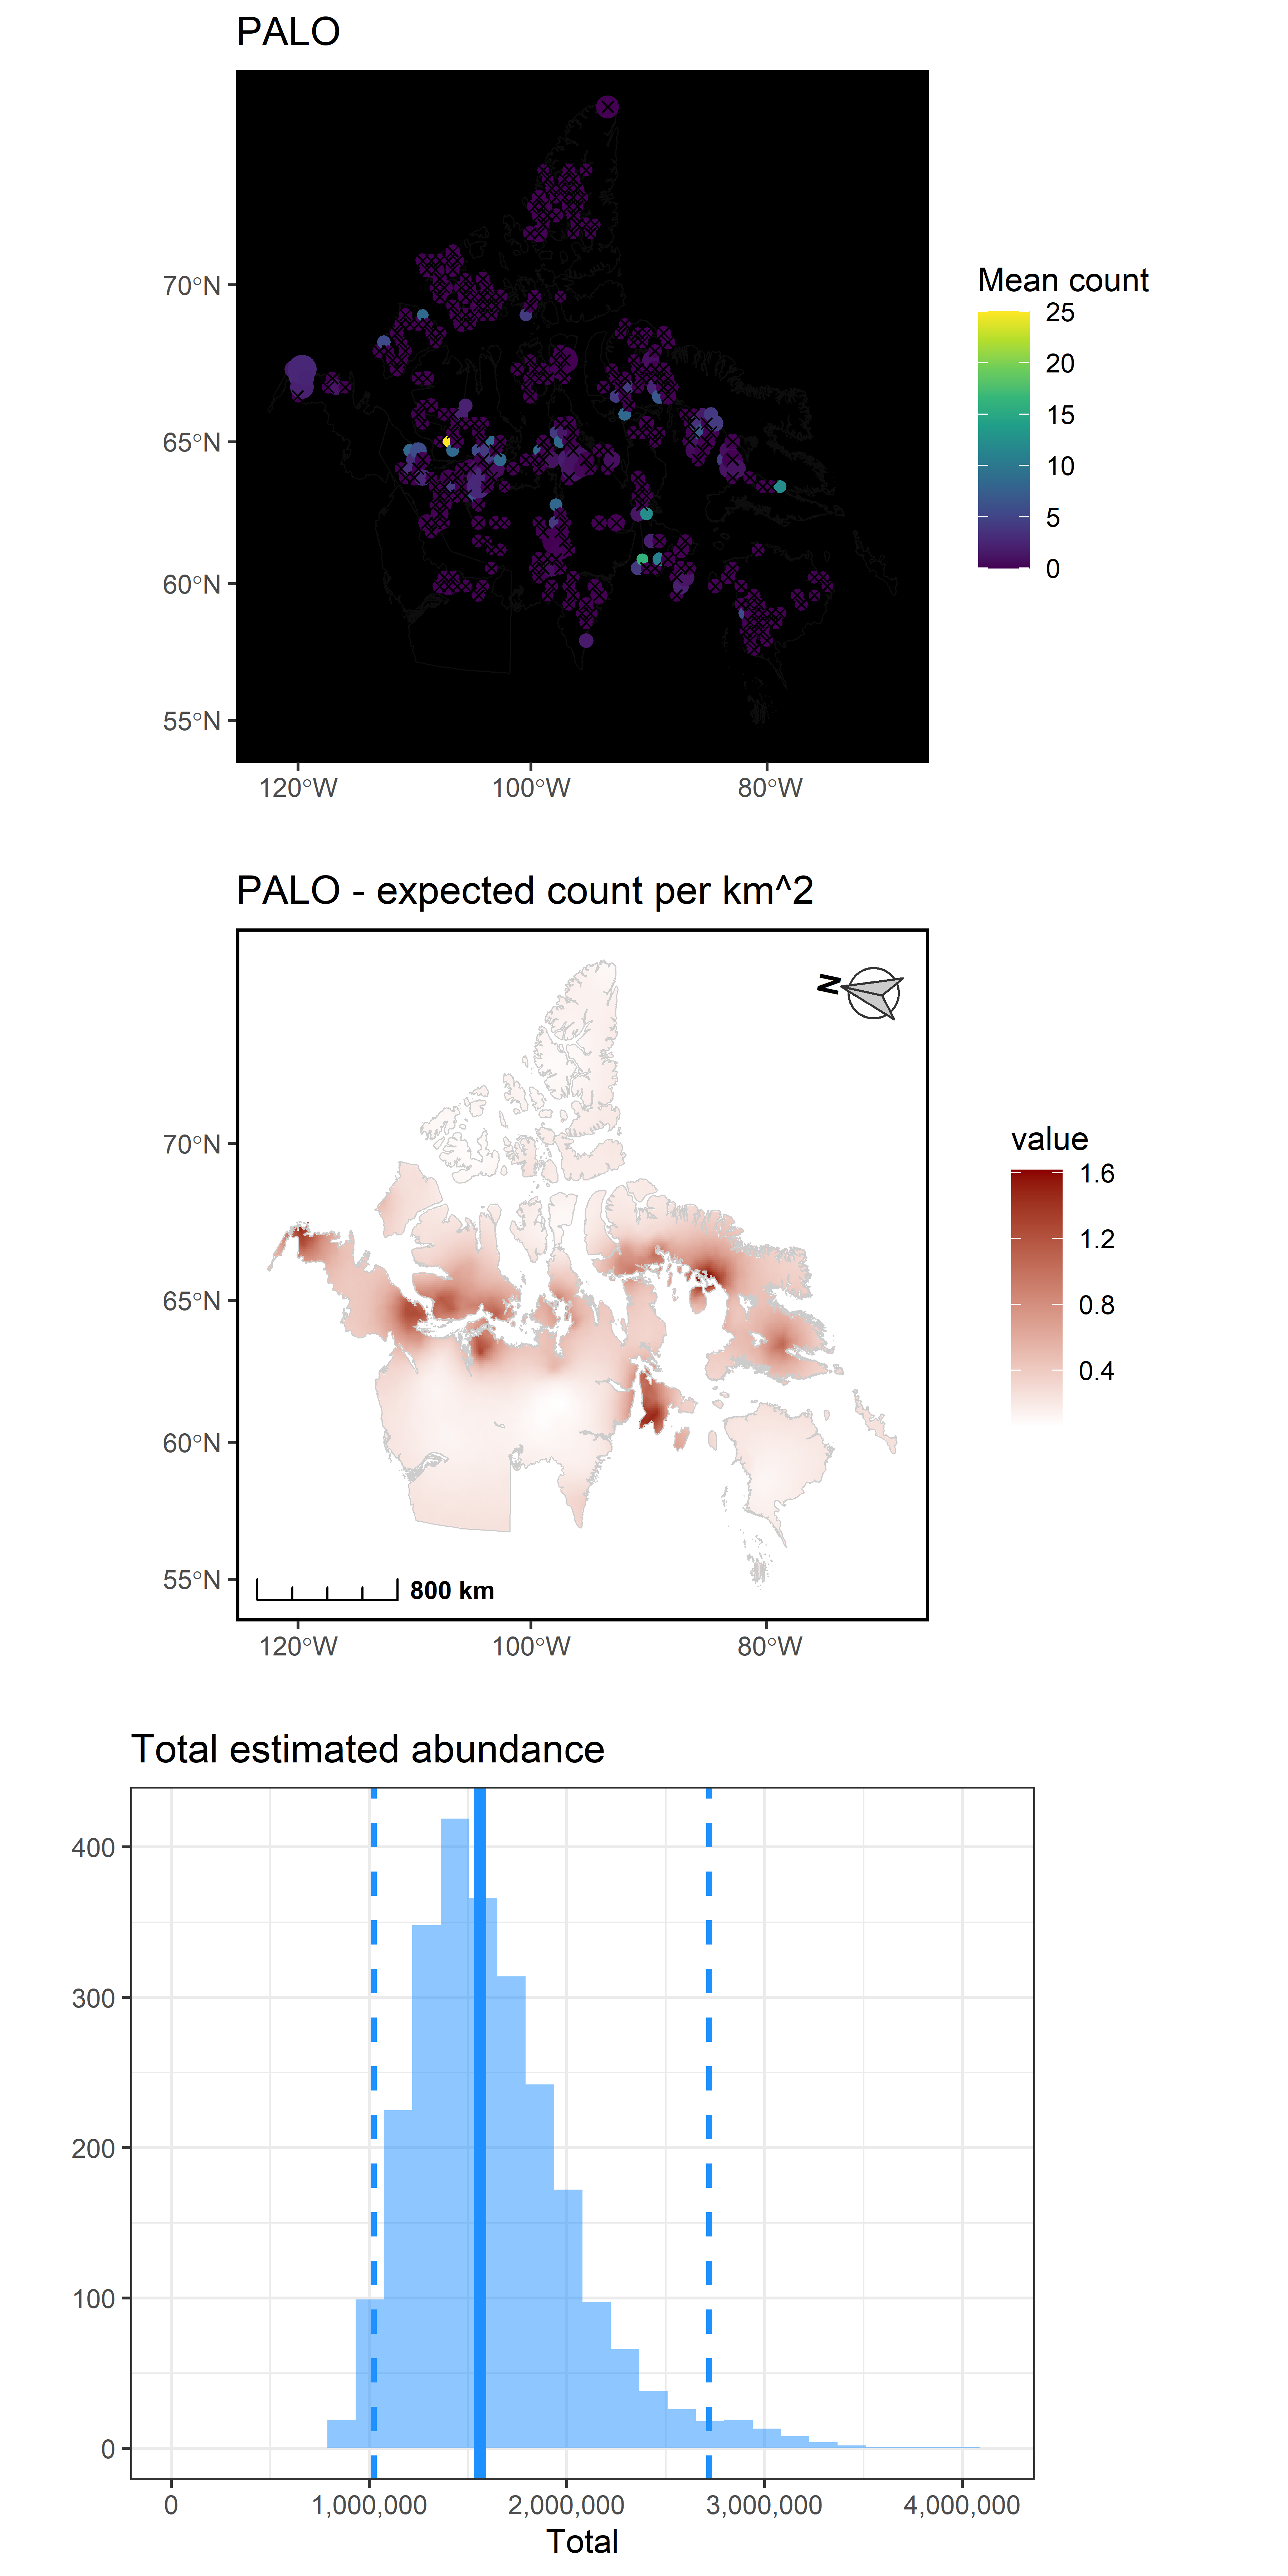 PALO
70°N
65°N
60°N
55°N
120°W
100°W
80°W
Mean count
25
20
15
10
5
0
PALO - expected count per km^2
N
70°N
65°N
60°N
55°N
800 km
120°W
100°W
80°W
value
1.6
1.2
0.8
0.4
Total estimated abundance
400
300
200
100
0
0
1,000,000
2,000,000
3,000,000
4,000,000
Total